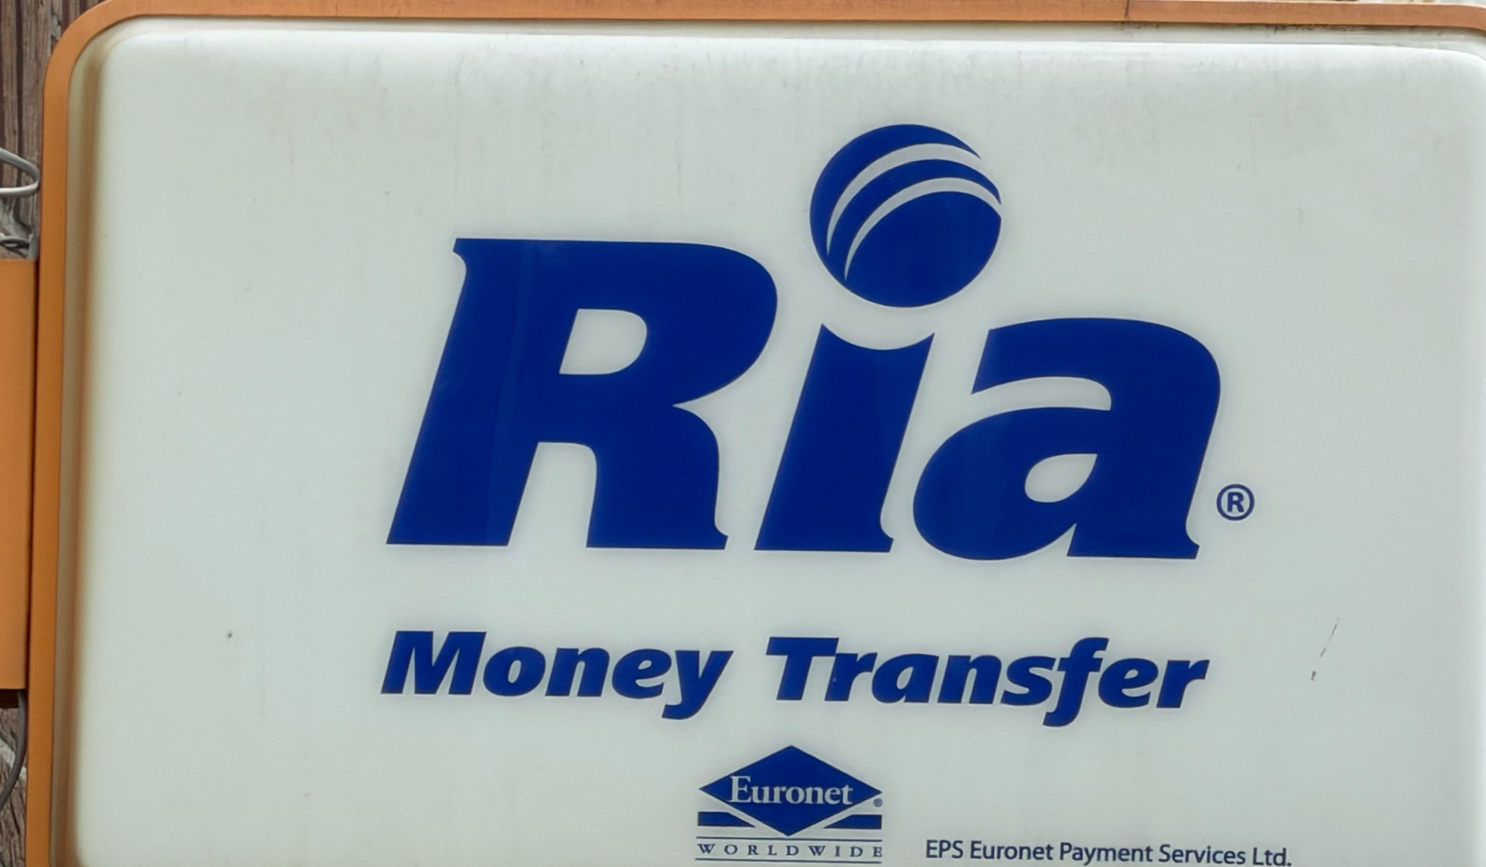 Ria®
Money Transfer
Euronet®
WORLDWIDE
EPS Euronet Payment Services Ltd.